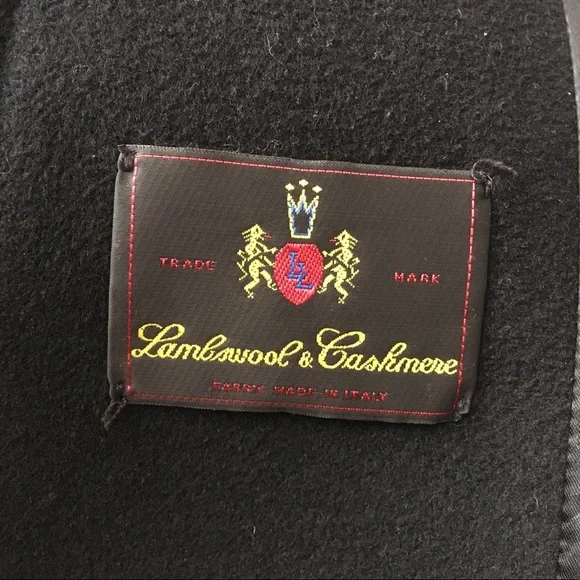 LL
TRADE MARK
Lambswool & Cashmere
FABRIC MADE IN ITALY